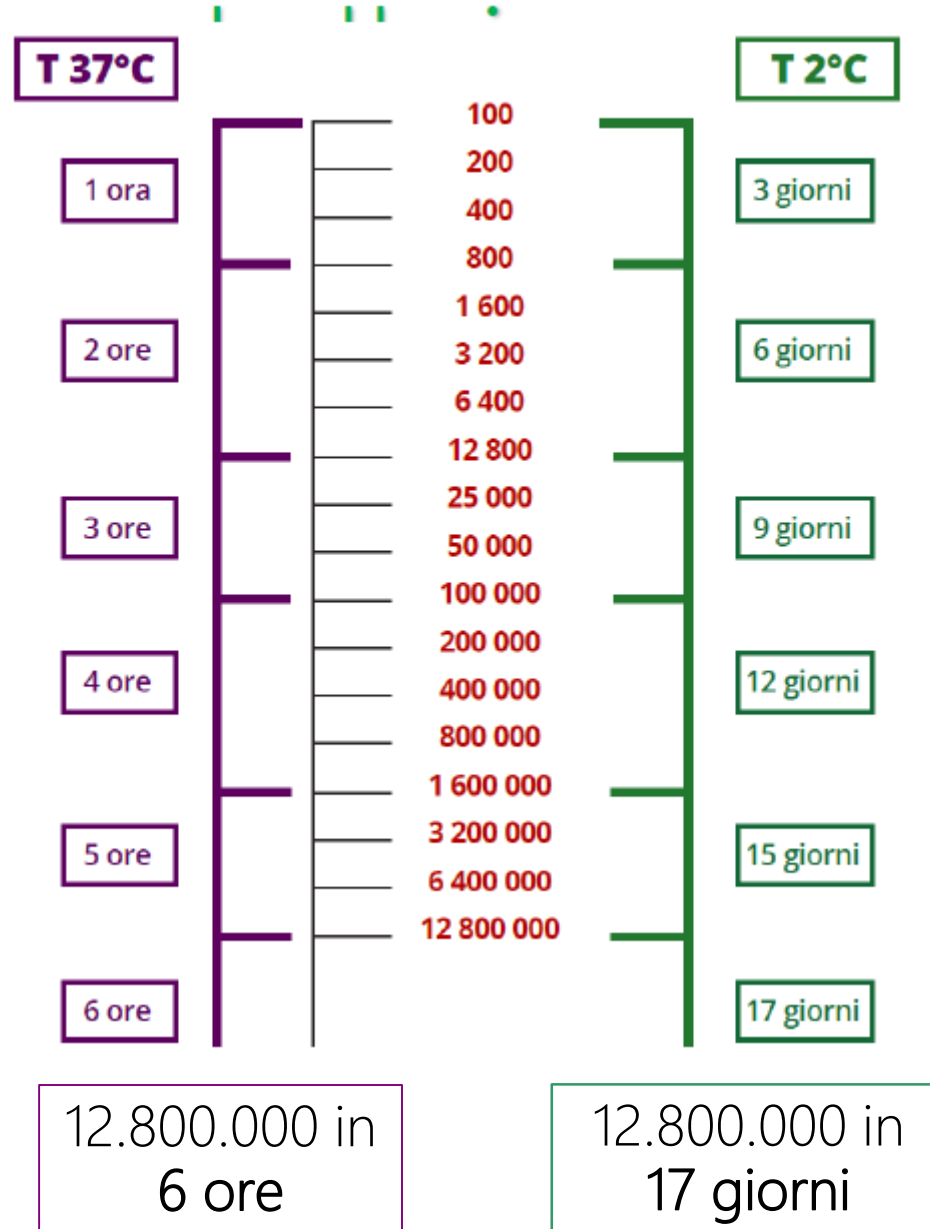 T 37°C
T 2°C
100
200
1 ora
3 giorni
400
800
1 600
2 ore
3 200
6 giorni
6 400
12 800
25 000
3 ore
50 000
9 giorni
100 000
200 000
4 ore
400 000
12 giorni
800 000
1 600 000
3 200 000
5 ore
15 giorni
6 400 000
12 800 000
6 ore
17 giorni
12.800.000 in
6 ore
12.800.000 in
17 giorni